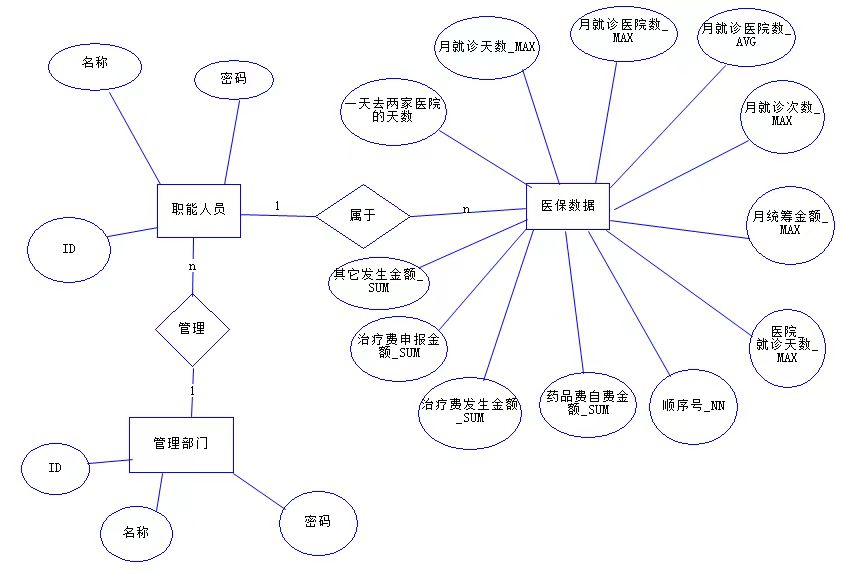 名称
密码
职能人员
ID
1
属于
n
医保数据
一天去两家医院
的天数
月就诊天数_MAX
月就诊医院数_
MAX
月就诊医院数_
AVG
月就诊次数_
MAX
月统筹金额_
MAX
医院_
就诊天数_
MAX
顺序号_NN
药品费自费金
额_SUM
治疗费发生金额
_SUM
治疗费申报金
额_SUM
其它发生金额_
SUM
n
管理
1
管理部门
ID
名称
密码